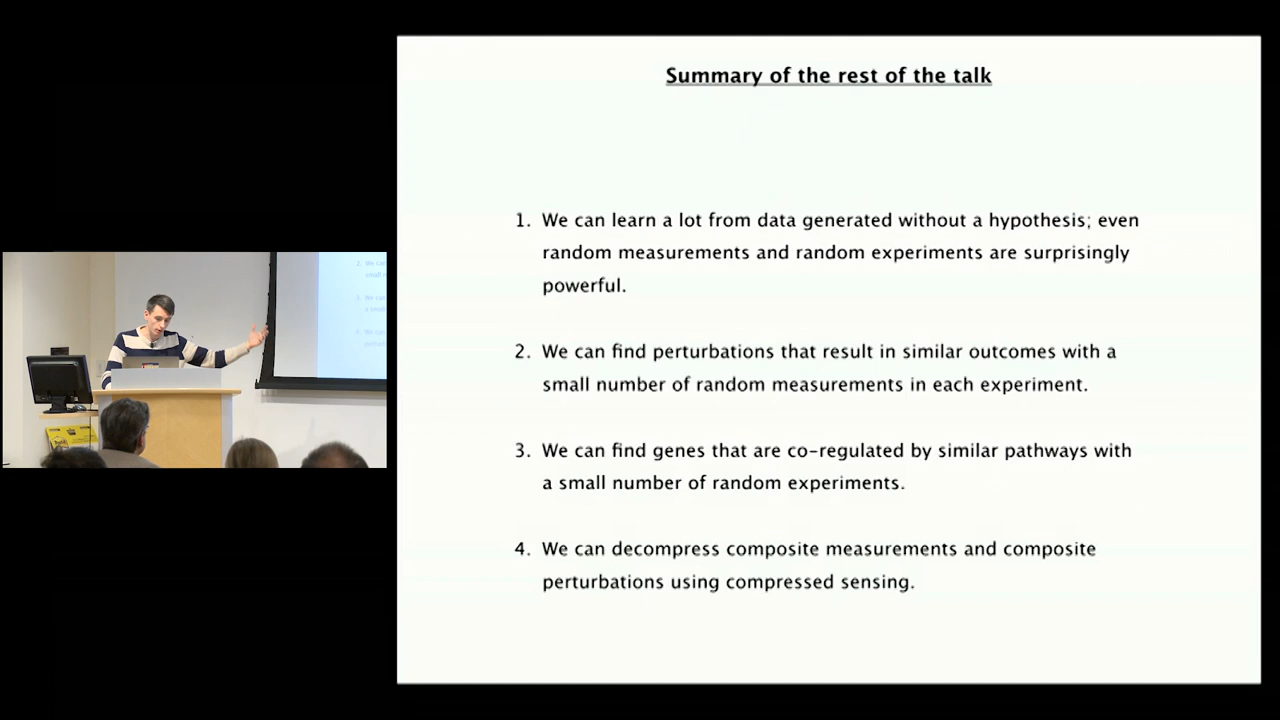 Summary of the rest of the talk
1. We can learn a lot from data generated without a hypothesis; even
random measurements and random experiments are surprisingly
powerful.
2. We can find perturbations that result in similar outcomes with a
small number of random measurements in each experiment.
3. We can find genes that are co-regulated by similar pathways with
a small number of random experiments.
4. We can decompress composite measurements and composite
perturbations using compressed sensing.